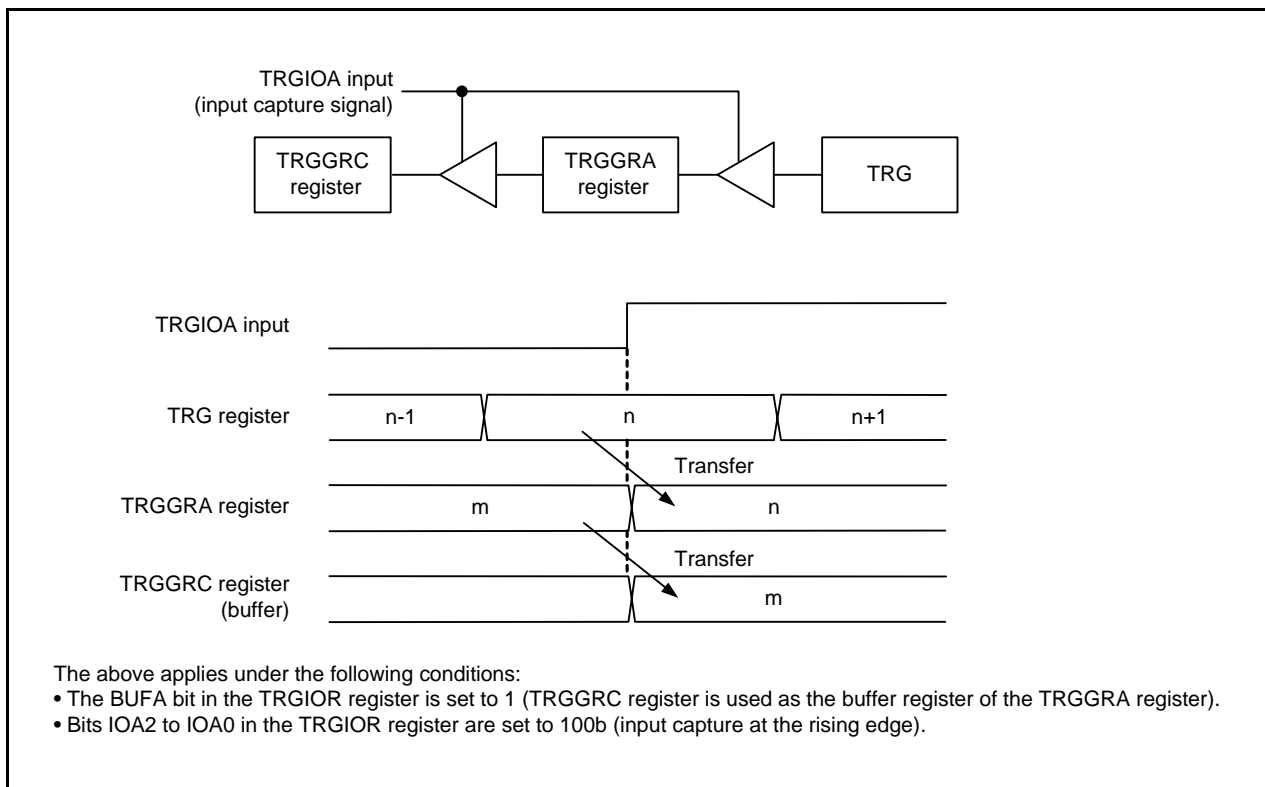 TRGIOA input
(input capture signal)
TRGGRC
register
TRGGRA
register
TRG
TRGIOA input
TRG register
n-1
n
n+1
Transfer
TRGGRA register
m
n
Transfer
TRGGRC register
(buffer)
m
The above applies under the following conditions:
• The BUFA bit in the TRGIOR register is set to 1 (TRGGRC register is used as the buffer register of the TRGGRA register).
• Bits IOA2 to IOA0 in the TRGIOR register are set to 100b (input capture at the rising edge).